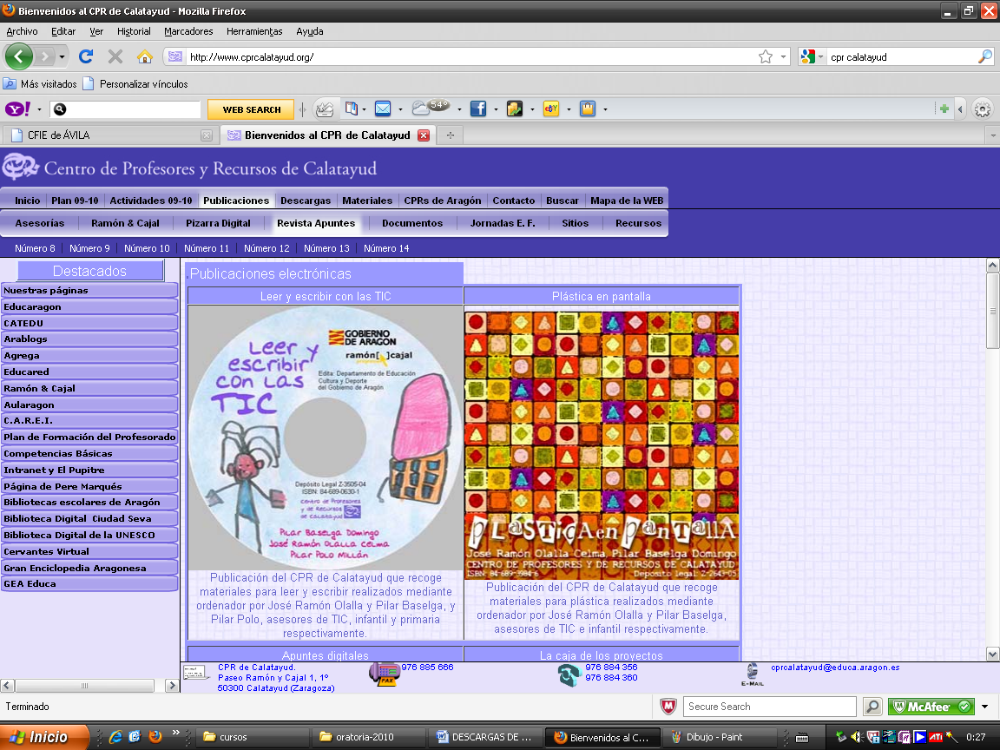 Bienvenidos al CPR de Calatayud - Mozilla Firefox
Archivo Editar Ver Historial Marcadores Herramientas Ayuda
http://www.cprcalatayud.org/
cpr calatayud
Más visitados Personalizar vínculos
Y! WEB SEARCH 54°
CFIE de ÁVILA Bienvenidos al CPR de Calatayud
Centro de Profesores y Recursos de Calatayud
Inicio Plan 09-10 Actividades 09-10 Publicaciones Descargas Materiales CPRs de Aragón Contacto Buscar Mapa de la WEB
Asesorías Ramón & Cajal Pizarra Digital Revista Apuntes Documentos Jornadas E. F. Sitios Recursos
Número 8 Número 9 Número 10 Número 11 Número 12 Número 13 Número 14
Destacados
Nuestras páginas
Educaragon
CATEDU
Arablogs
Agrega
Educared
Ramón & Cajal
Aularagon
C.A.R.E.I.
Plan de Formación del Profesorado
Competencias Básicas
Intranet y El Pupitre
Página de Pere Marqués
Bibliotecas escolares de Aragón
Biblioteca Digital Ciudad Seva
Biblioteca Digital de la UNESCO
Cervantes Virtual
Gran Enciclopedia Aragonesa
GEA Educa
Publicaciones electrónicas
Leer y escribir con las TIC
GOBIERNO
DE ARAGON
ramón[ ]cajal
Leer y
escribir
con las
TIC
Edita: Departamento de Educación
Cultura y Deporte
del Gobierno de Aragón
Depósito Legal Z-3505-04
ISBN: 84-689-0630-1
Centro de Profesores
y de Recursos
de Calatayud
Pilar Baselga Domingo
José Ramón Olalla Celma
Pilar Polo Millán
Publicación del CPR de Calatayud que recoge
materiales para leer y escribir realizados mediante
ordenador por José Ramón Olalla y Pilar Baselga, y
Pilar Polo, asesores de TIC, infantil y primaria
respectivamente.
Plástica en pantalla
PLaSTiCA en PanTallA
José Ramón Olalla Celma, Pilar Baselga Domingo
CENTRO DE PROFESORES Y DE RECURSOS DE CALATAYUD
ISBN: 84-689-3984-6 Depósito legal: Z-2643-05
Publicación del CPR de Calatayud que recoge
materiales para plástica realizados mediante
ordenador por José Ramón Olalla y Pilar Baselga,
asesores de TIC e infantil respectivamente.
Apuntes digitales La caja de los proyectos
CPR de Calatayud.
Paseo Ramón y Cajal 1, 1º
50300 Calatayud (Zaragoza)
FAX
976 885 666
976 884 356
976 884 360
E-MAIL
cprcalatayud@educa.aragon.es
Terminado
Secure Search
McAfee
Inicio
cursos
oratoria-2010
DESCARGAS DE ...
Bienvenidos al C...
Dibujo - Paint
ATI
0:27